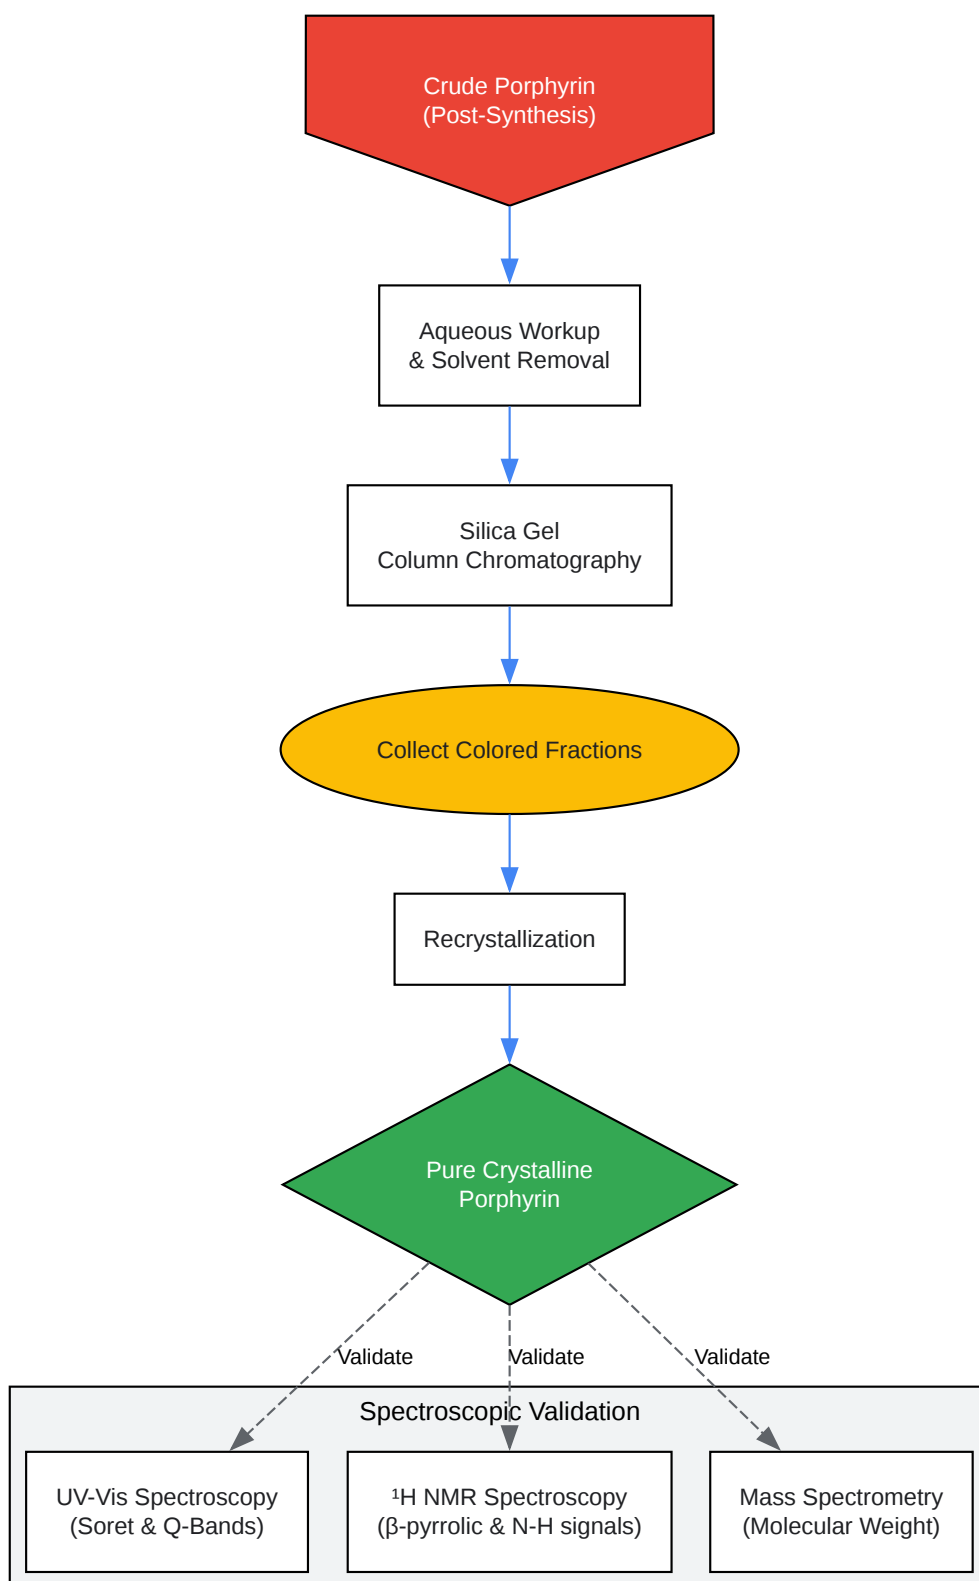 Crude Porphyrin
(Post-Synthesis)
Aqueous Workup
& Solvent Removal
Silica Gel
Column Chromatography
Collect Colored Fractions
Recrystallization
Pure Crystalline
Porphyrin
Validate
Validate
Validate
Spectroscopic Validation
UV-Vis Spectroscopy
(Soret & Q-Bands)
¹H NMR Spectroscopy
(β-pyrrolic & N-H signals)
Mass Spectrometry
(Molecular Weight)